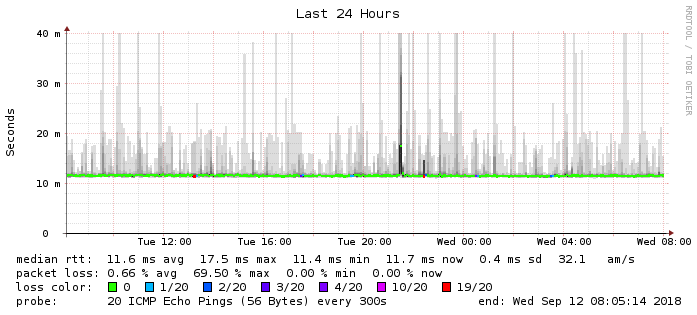 Last 24 Hours
RRDTOOL / TOBI OETIKER
Seconds
40 m
30 m
20 m
10 m
0
Tue 12:00 Tue 16:00 Tue 20:00 Wed 00:00 Wed 04:00 Wed 08:00
median rtt: 11.6 ms avg 17.5 ms max 11.4 ms min 11.7 ms now 0.4 ms sd 32.1 am/s
packet loss: 0.66 % avg 69.50 % max 0.00 % min 0.00 % now
loss color: 0 1/20 2/20 3/20 4/20 10/20 19/20
probe: 20 ICMP Echo Pings (56 Bytes) every 300s end: Wed Sep 12 08:05:14 2018